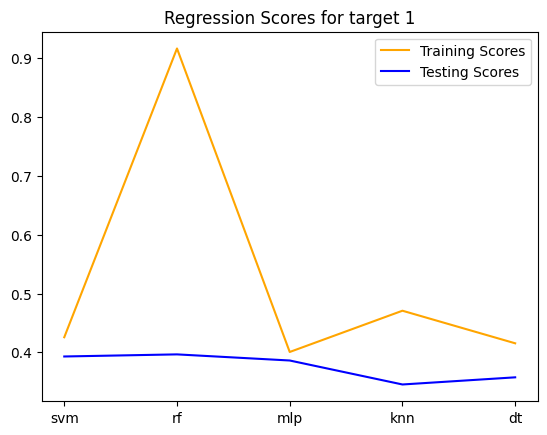 Regression Scores for target 1
Training Scores
Testing Scores
0.9
0.8
0.7
0.6
0.5
0.4
svm rf mlp knn dt